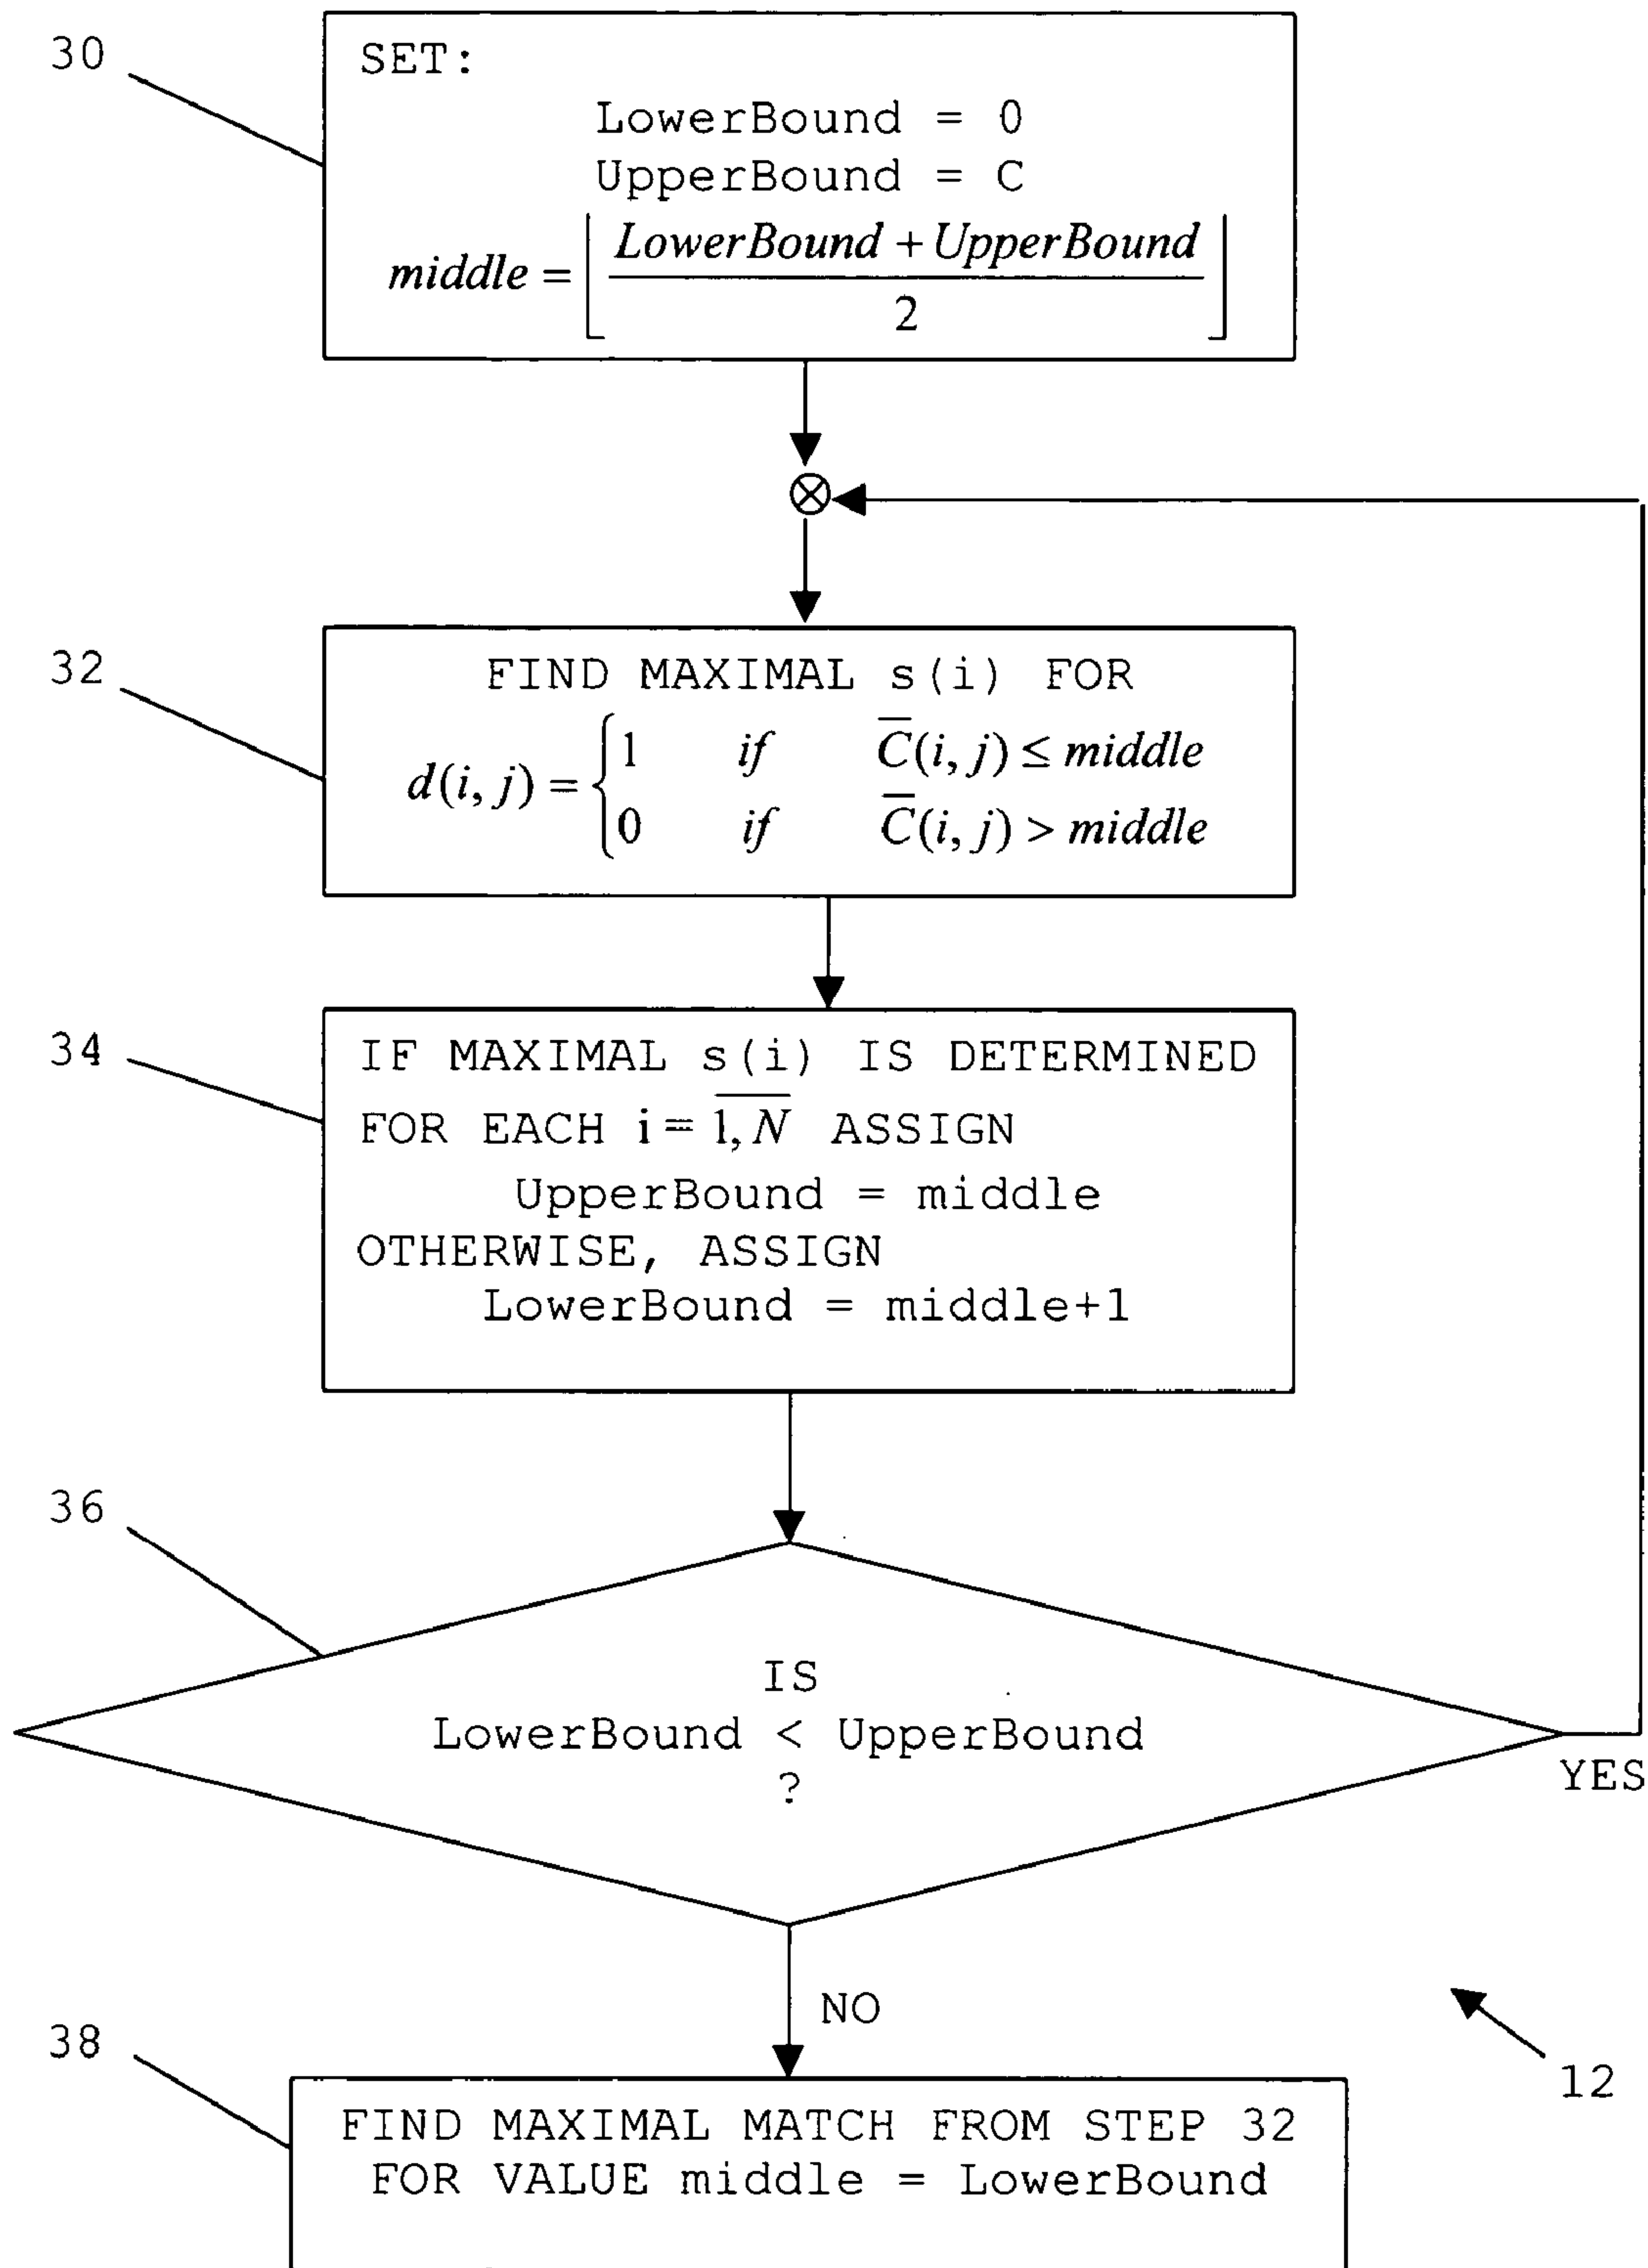 30
SET:
LowerBound = 0
UpperBound = C
middle = ⌊ (LowerBound + UpperBound) / 2 ⌋
32
FIND MAXIMAL s(i) FOR
d(i, j) = { 1 if C̅(i, j) ≤ middle
0 if C̅(i, j) > middle
34
IF MAXIMAL s(i) IS DETERMINED
FOR EACH i = 1, N̅ ASSIGN
UpperBound = middle
OTHERWISE, ASSIGN
LowerBound = middle+1
36
IS
LowerBound < UpperBound
?
YES
NO
12
38
FIND MAXIMAL MATCH FROM STEP 32
FOR VALUE middle = LowerBound